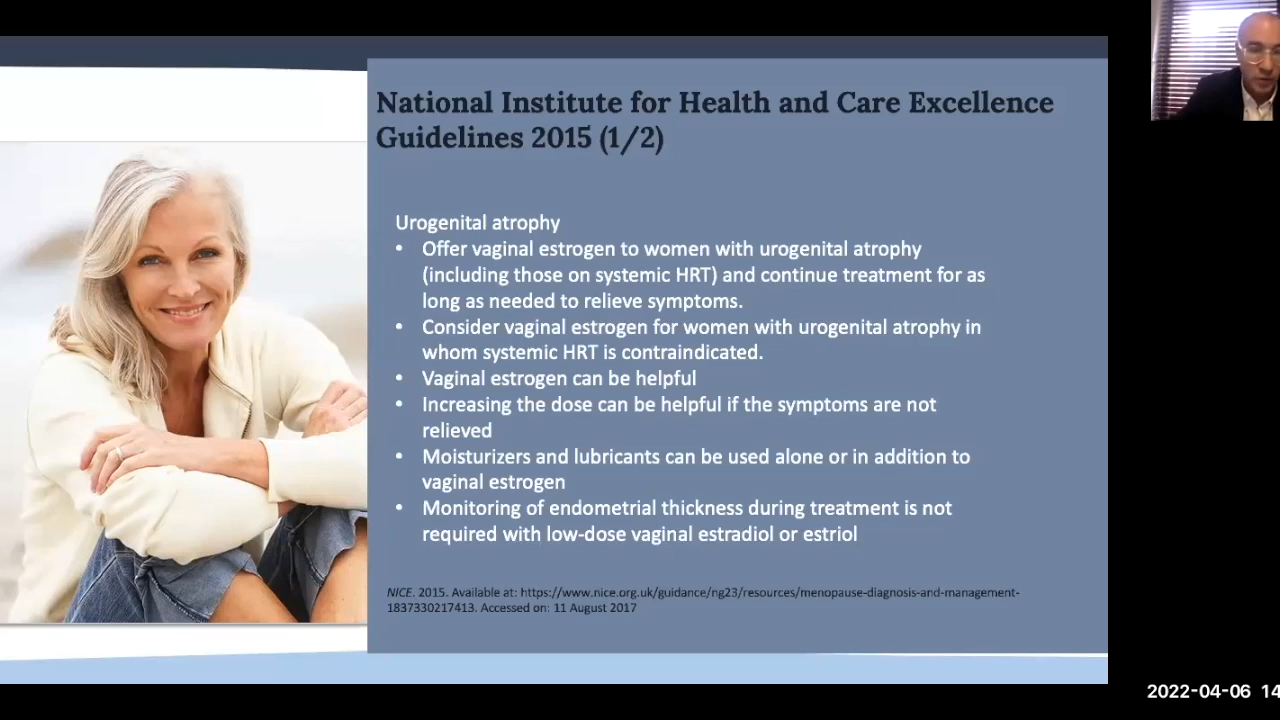 National Institute for Health and Care Excellence
Guidelines 2015 (1/2)
Urogenital atrophy
• Offer vaginal estrogen to women with urogenital atrophy
(including those on systemic HRT) and continue treatment for as
long as needed to relieve symptoms.
• Consider vaginal estrogen for women with urogenital atrophy in
whom systemic HRT is contraindicated.
• Vaginal estrogen can be helpful
• Increasing the dose can be helpful if the symptoms are not
relieved
• Moisturizers and lubricants can be used alone or in addition to
vaginal estrogen
• Monitoring of endometrial thickness during treatment is not
required with low-dose vaginal estradiol or estriol
NICE. 2015. Available at: https://www.nice.org.uk/guidance/ng23/resources/menopause-diagnosis-and-management-
1837330217413. Accessed on: 11 August 2017
2022-04-06 14